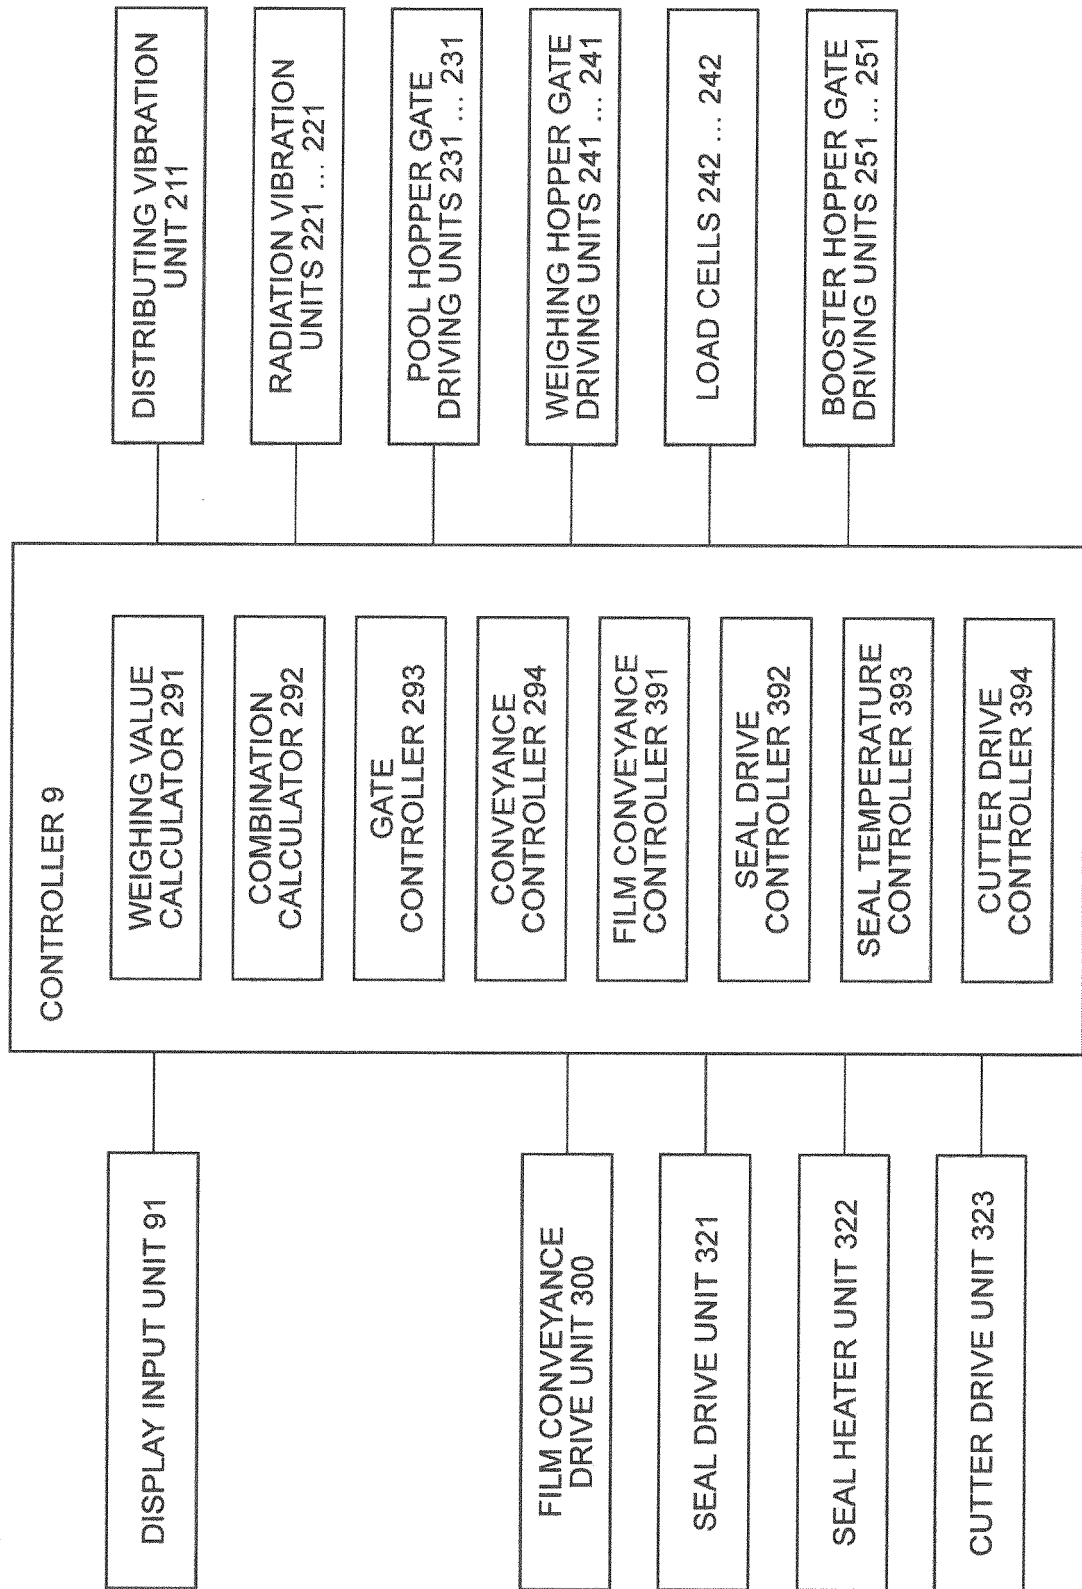 CONTROLLER 9
DISPLAY INPUT UNIT 91
FILM CONVEYANCE
DRIVE UNIT 300
SEAL DRIVE UNIT 321
SEAL HEATER UNIT 322
CUTTER DRIVE UNIT 323
WEIGHING VALUE
CALCULATOR 291
COMBINATION
CALCULATOR 292
GATE
CONTROLLER 293
CONVEYANCE
CONTROLLER 294
FILM CONVEYANCE
CONTROLLER 391
SEAL DRIVE
CONTROLLER 392
SEAL TEMPERATURE
CONTROLLER 393
CUTTER DRIVE
CONTROLLER 394
DISTRIBUTING VIBRATION
UNIT 211
RADIATION VIBRATION
UNITS 221 ... 221
POOL HOPPER GATE
DRIVING UNITS 231 ... 231
WEIGHING HOPPER GATE
DRIVING UNITS 241 ... 241
LOAD CELLS 242 ... 242
BOOSTER HOPPER GATE
DRIVING UNITS 251 ... 251